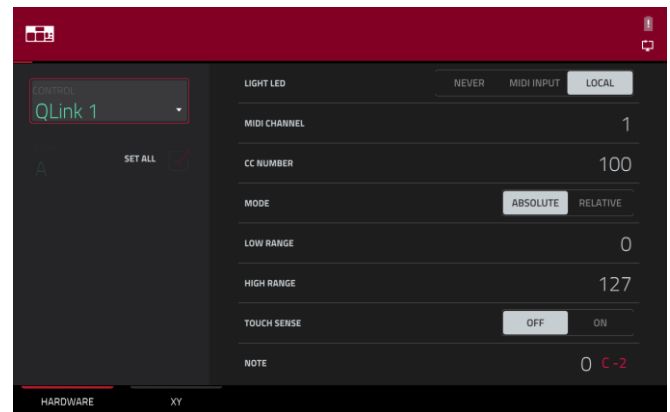 CONTROL
QLink 1
A
SET ALL
LIGHT LED NEVER MIDI INPUT LOCAL
MIDI CHANNEL 1
CC NUMBER 100
MODE ABSOLUTE RELATIVE
LOW RANGE 0
HIGH RANGE 127
TOUCH SENSE OFF ON
NOTE 0 C -2
HARDWARE XY